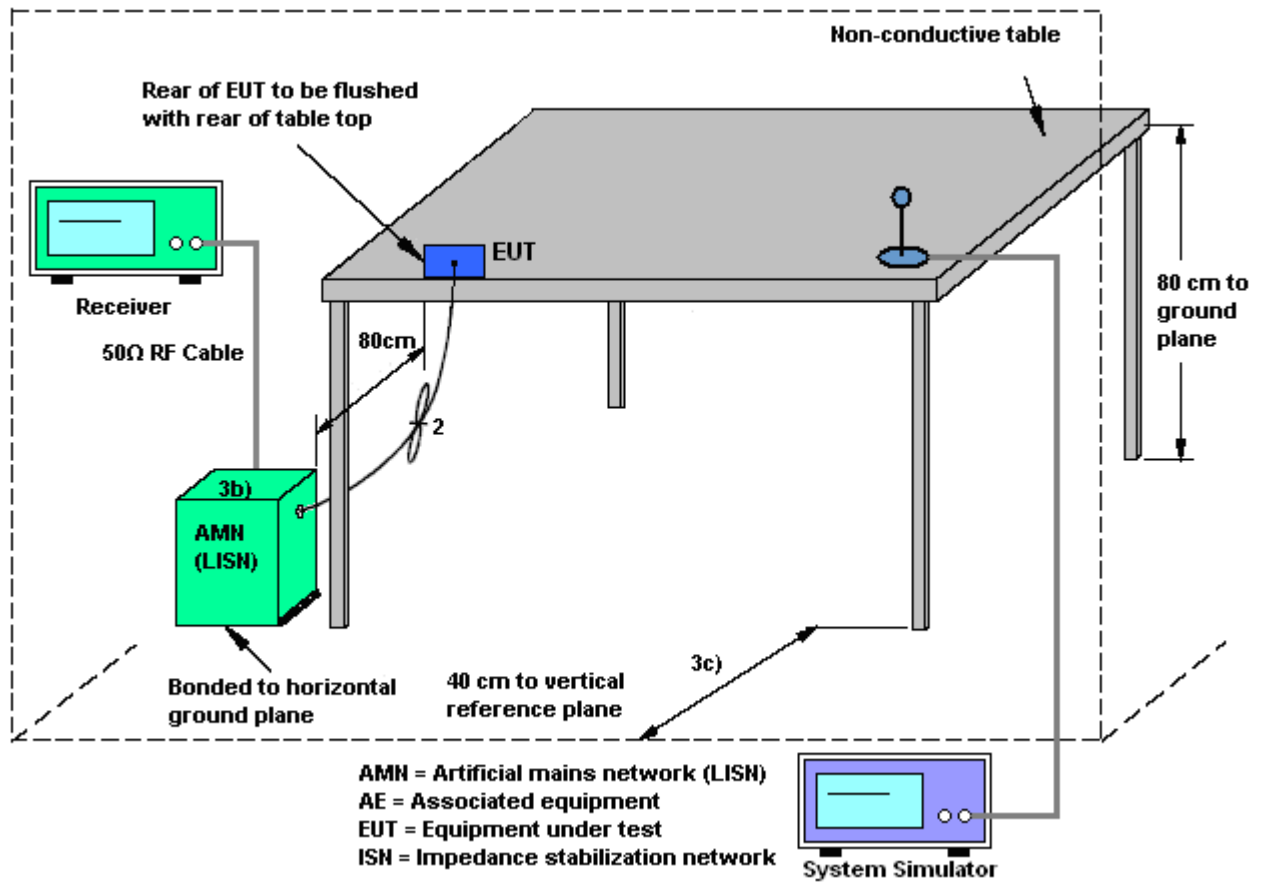 Non-conductive table
Rear of EUT to be flushed
with rear of table top
EUT
Receiver
80 cm to
ground
plane
50Ω RF Cable
80cm
2
3b)
AMN
(LISN)
3c)
Bonded to horizontal
ground plane
40 cm to vertical
reference plane
AMN = Artificial mains network (LISN)
AE = Associated equipment
EUT = Equipment under test
ISN = Impedance stabilization network
System Simulator